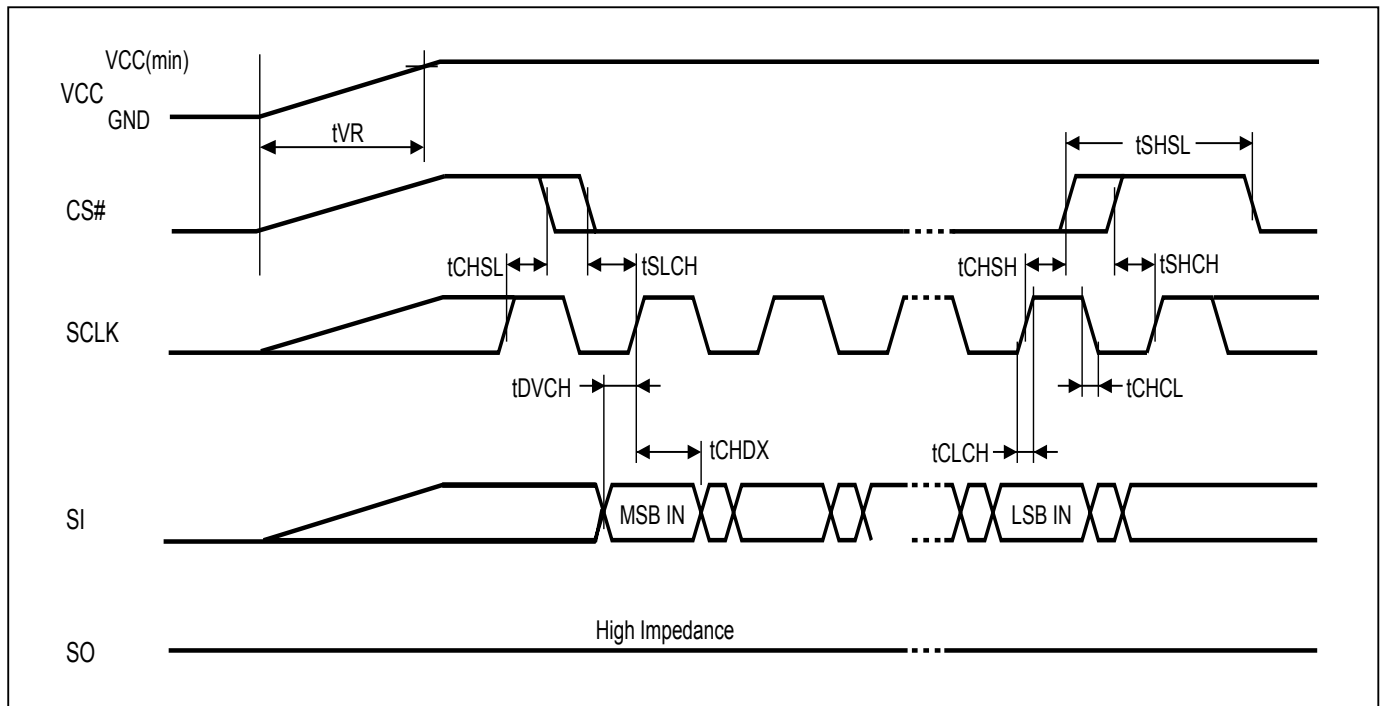 VCC(min)
VCC
GND
tVR
tSHSL
CS#
tCHSL
tSLCH
tCHSH
tSHCH
SCLK
tDVCH
tCHCL
tCHDX
tCLCH
SI
MSB IN
LSB IN
High Impedance
SO